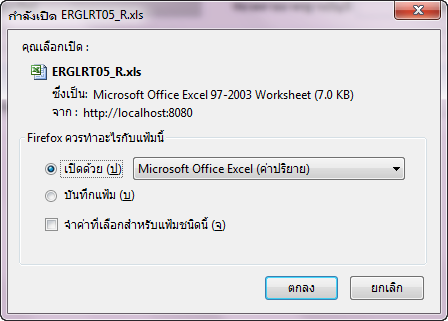 กำลังเปิด ERGLRT05_R.xls
คุณเลือกเปิด :
ERGLRT05_R.xls
ซึ่งเป็น: Microsoft Office Excel 97-2003 Worksheet (7.0 KB)
จาก : http://localhost:8080
Firefox ควรทำอะไรกับแฟ้มนี้
เปิดด้วย (ป) Microsoft Office Excel (ค่าปริยาย)
บันทึกแฟ้ม (บ)
จำค่าที่เลือกสำหรับแฟ้มชนิดนี้ (จ)
ตกลง ยกเลิก